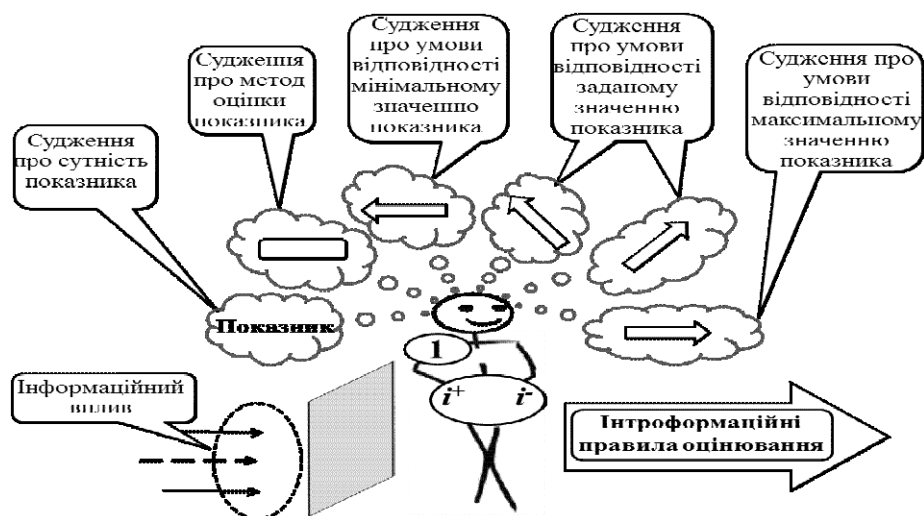 Судження
про сутність
показника
Судження
про метод
оцінки
показника
Судження
про умови
відповідності
мінімальному
значенню
показника
Судження
про умови
відповідності
заданому
значенню
показника
Судження про
умови
відповідності
максимальному
значенню
показника
Показник
1
i⁺ i⁻
Інформаційний
вплив
Інтроформаційні
правила оцінювання